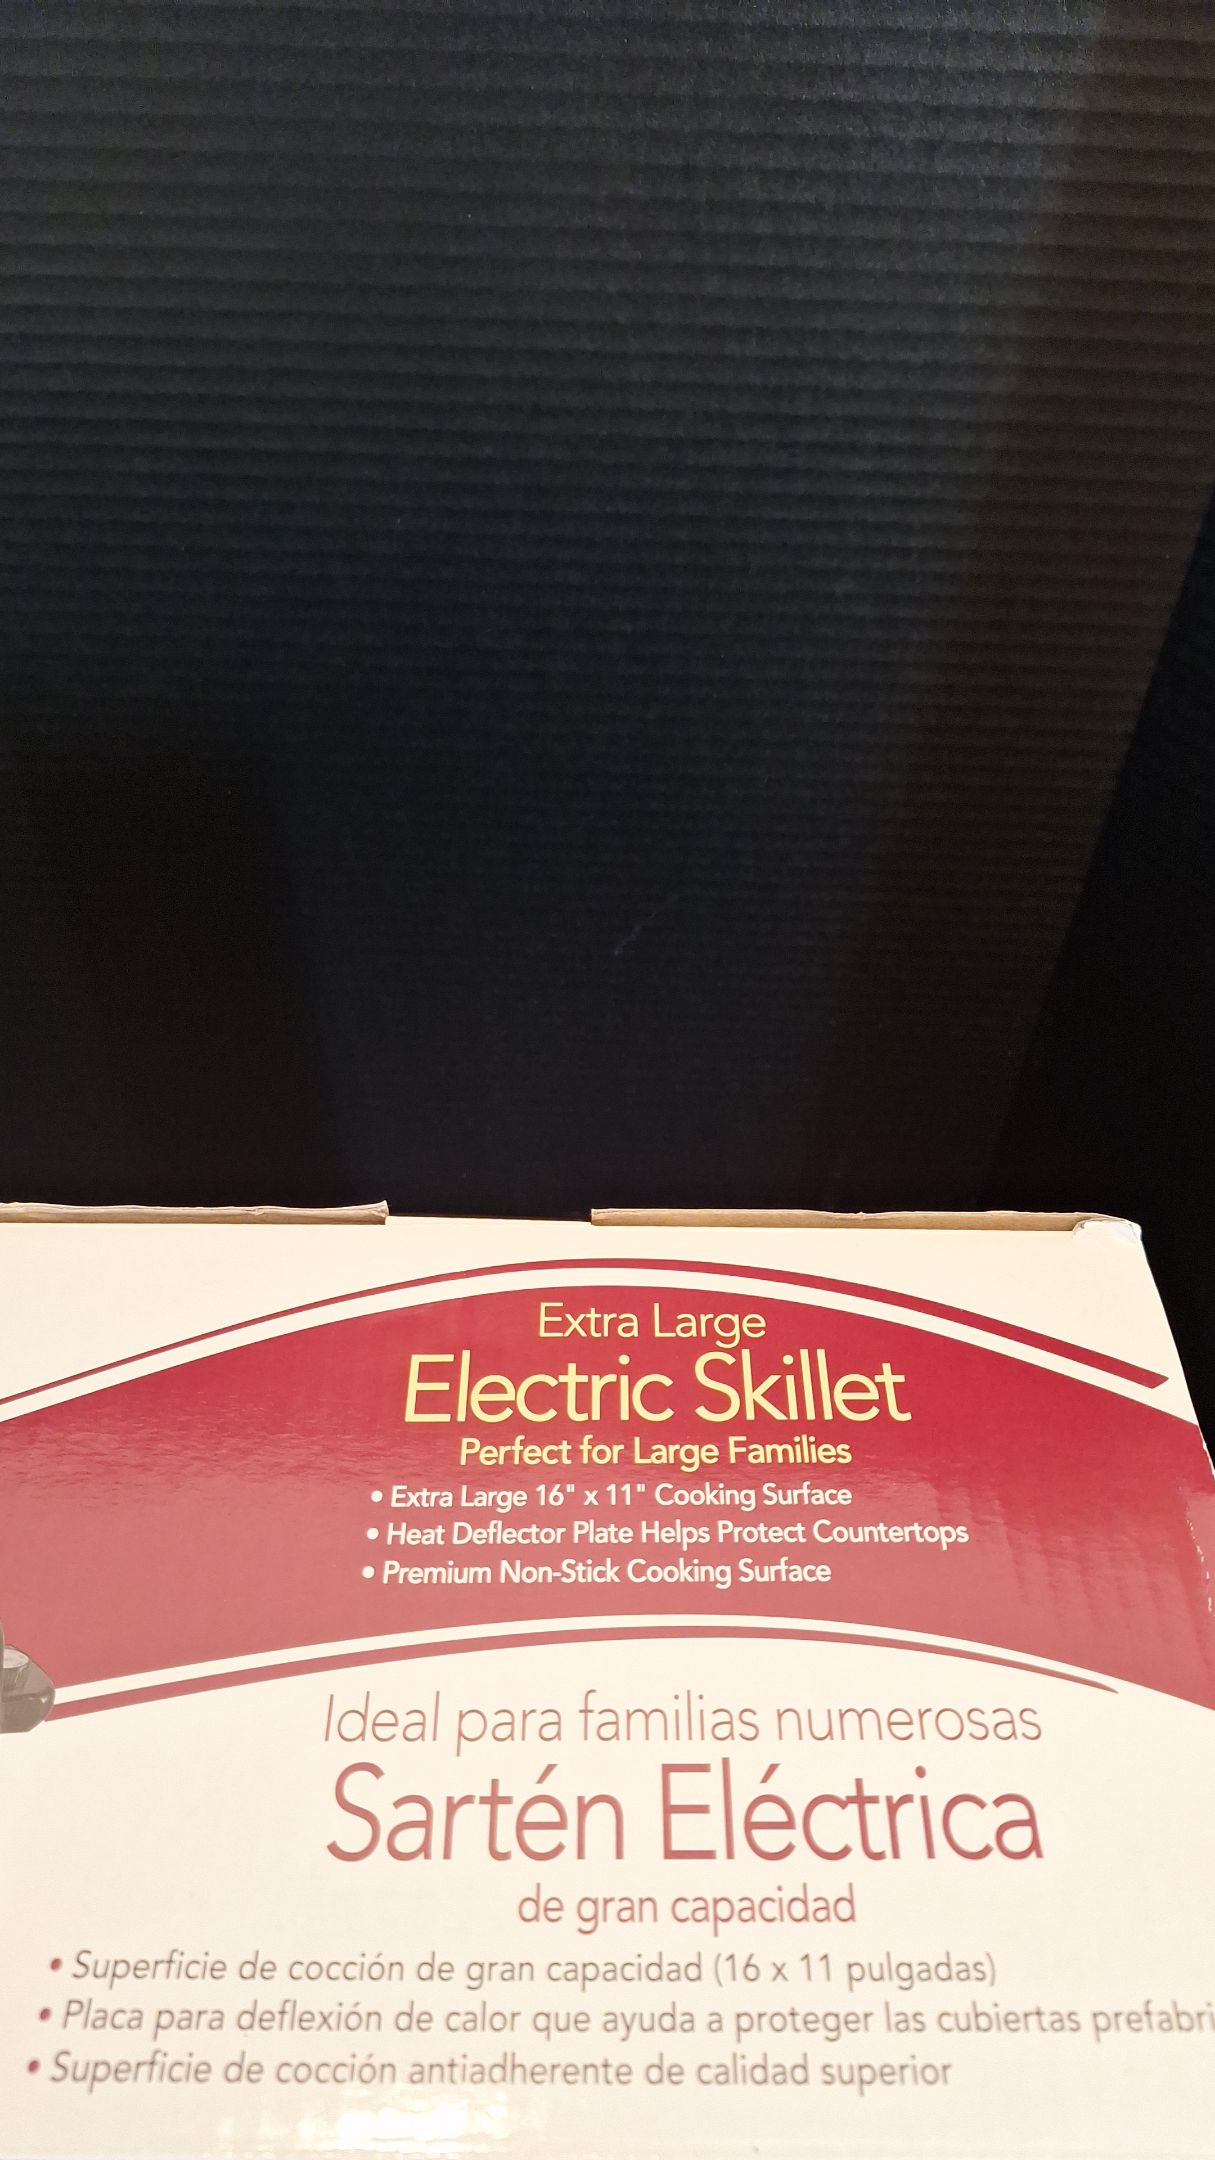 Extra Large
Electric Skillet
Perfect for Large Families
• Extra Large 16" x 11" Cooking Surface
• Heat Deflector Plate Helps Protect Countertops
• Premium Non-Stick Cooking Surface
Ideal para familias numerosas
Sartén Eléctrica
de gran capacidad
• Superficie de cocción de gran capacidad (16 x 11 pulgadas)
• Placa para deflexión de calor que ayuda a proteger las cubiertas prefabri
• Superficie de cocción antiadherente de calidad superior